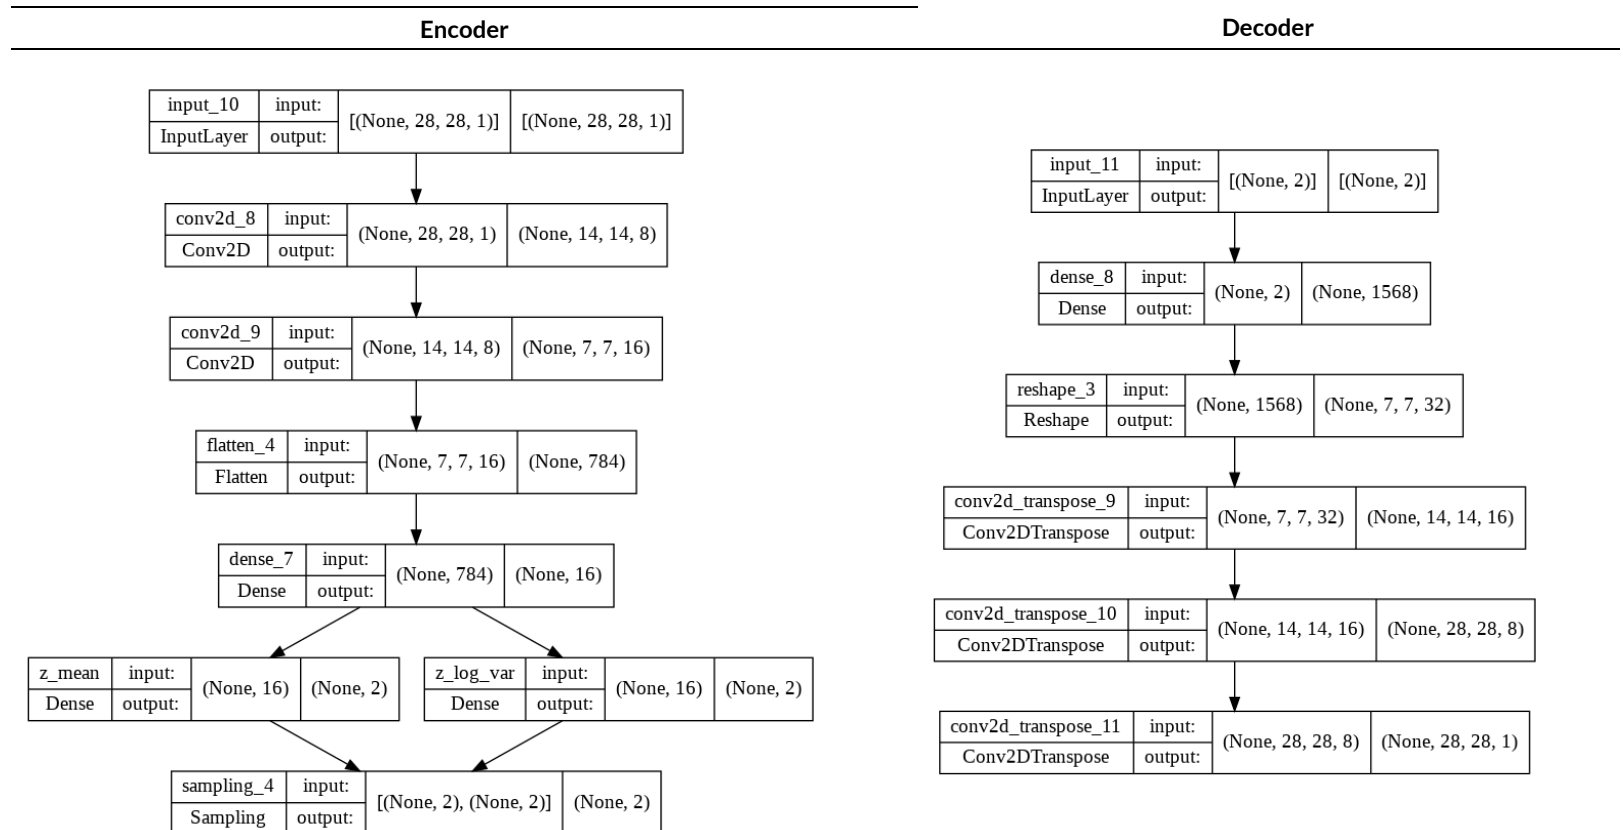 Encoder
input_10 input: [(None, 28, 28, 1)] [(None, 28, 28, 1)]
InputLayer output:
conv2d_8 input: (None, 28, 28, 1) (None, 14, 14, 8)
Conv2D output:
conv2d_9 input: (None, 14, 14, 8) (None, 7, 7, 16)
Conv2D output:
flatten_4 input: (None, 7, 7, 16) (None, 784)
Flatten output:
dense_7 input: (None, 784) (None, 16)
Dense output:
z_mean input: (None, 16) (None, 2)
Dense output:
z_log_var input: (None, 16) (None, 2)
Dense output:
sampling_4 input: [(None, 2), (None, 2)] (None, 2)
Sampling output:
Decoder
input_11 input: [(None, 2)] [(None, 2)]
InputLayer output:
dense_8 input: (None, 2) (None, 1568)
Dense output:
reshape_3 input: (None, 1568) (None, 7, 7, 32)
Reshape output:
conv2d_transpose_9 input: (None, 7, 7, 32) (None, 14, 14, 16)
Conv2DTranspose output:
conv2d_transpose_10 input: (None, 14, 14, 16) (None, 28, 28, 8)
Conv2DTranspose output:
conv2d_transpose_11 input: (None, 28, 28, 8) (None, 28, 28, 1)
Conv2DTranspose output: